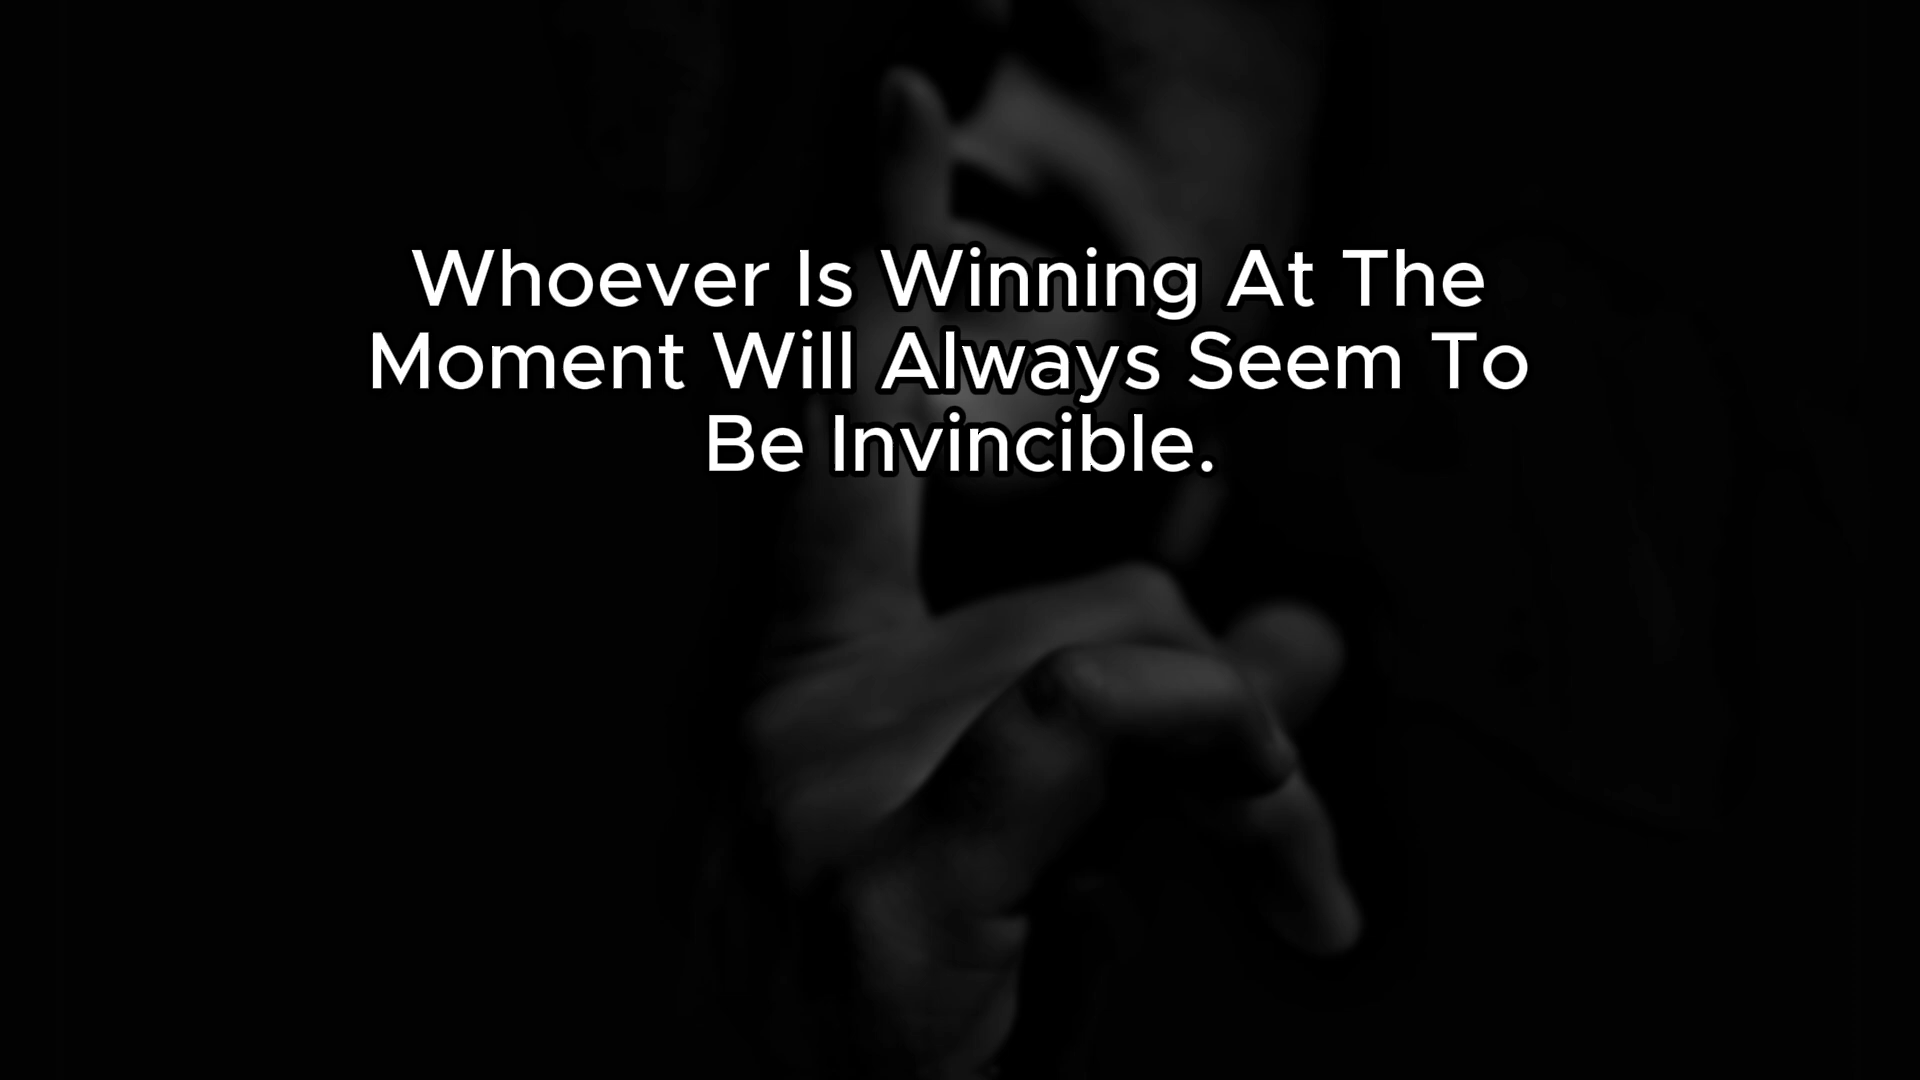 Whoever Is Winning At The
Moment Will Always Seem To
Be Invincible.